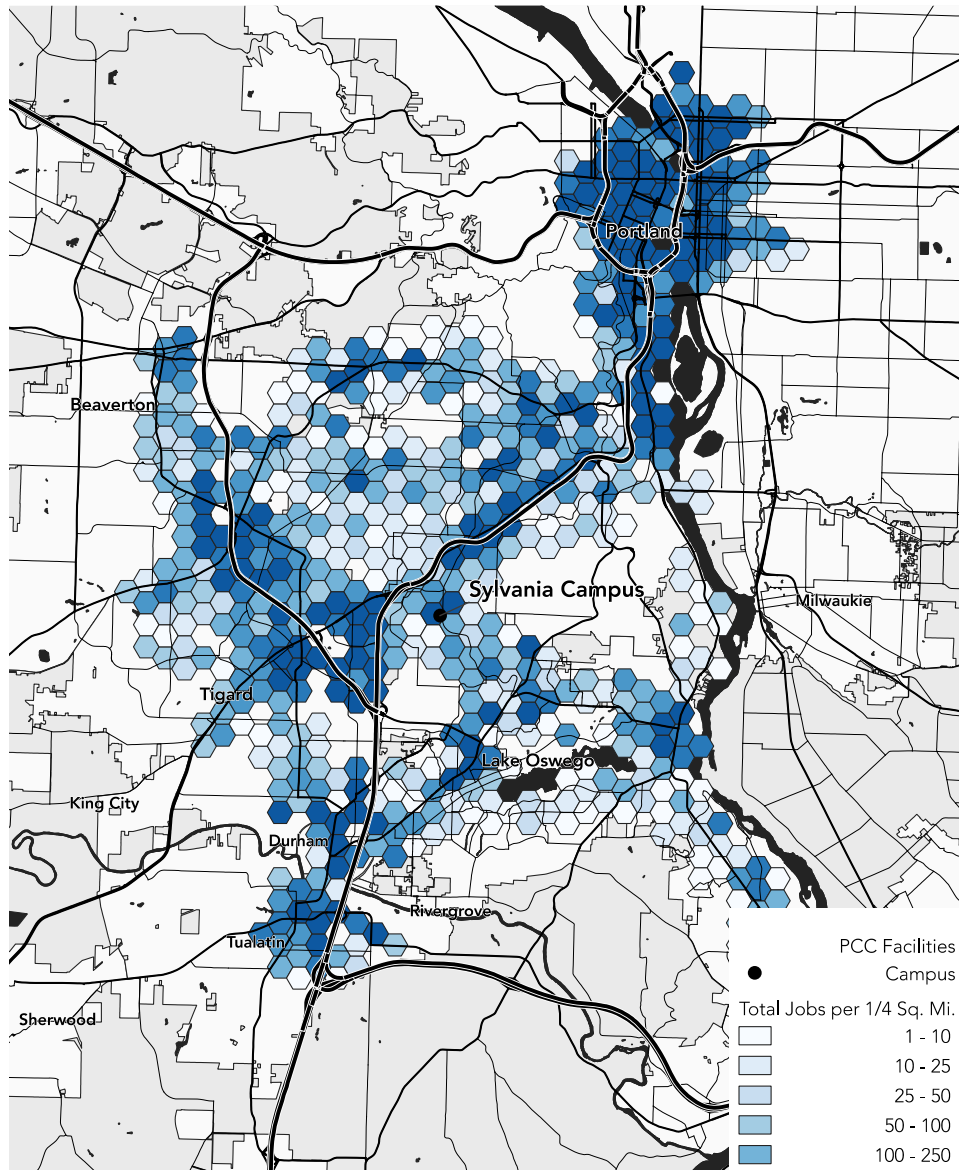 Portland
Beaverton
Sylvania Campus
Milwaukie
Tigard
Lake Oswego
King City
Durham
Rivergrove
Tualatin
Sherwood
PCC Facilities
Campus
Total Jobs per 1/4 Sq. Mi.
1 - 10
10 - 25
25 - 50
50 - 100
100 - 250